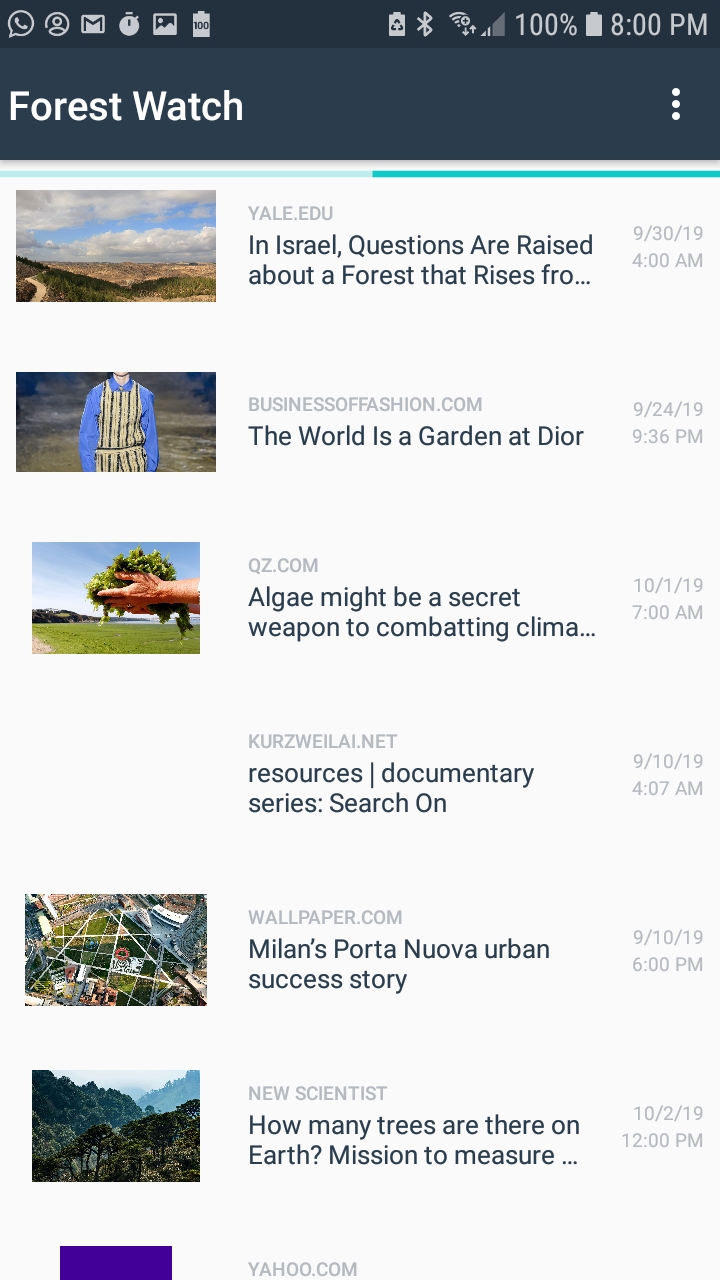 100
100% 8:00 PM
Forest Watch
YALE.EDU
In Israel, Questions Are Raised
about a Forest that Rises fro…
9/30/19
4:00 AM
BUSINESSOFFASHION.COM
The World Is a Garden at Dior
9/24/19
9:36 PM
QZ.COM
Algae might be a secret
weapon to combatting clima…
10/1/19
7:00 AM
KURZWEILAI.NET
resources | documentary
series: Search On
9/10/19
4:07 AM
WALLPAPER.COM
Milan’s Porta Nuova urban
success story
9/10/19
6:00 PM
NEW SCIENTIST
How many trees are there on
Earth? Mission to measure …
10/2/19
12:00 PM
YAHOO.COM